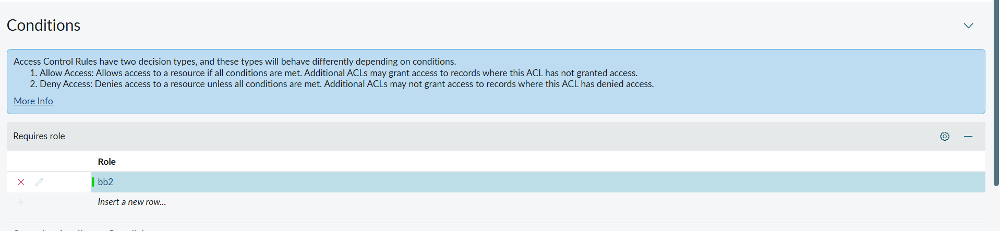 Conditions
Access Control Rules have two decision types, and these types will behave differently depending on conditions.
1. Allow Access: Allows access to a resource if all conditions are met. Additional ACLs may grant access to records where this ACL has not granted access.
2. Deny Access: Denies access to a resource unless all conditions are met. Additional ACLs may not grant access to records where this ACL has denied access.
More Info
Requires role
Role
bb2
Insert a new row...